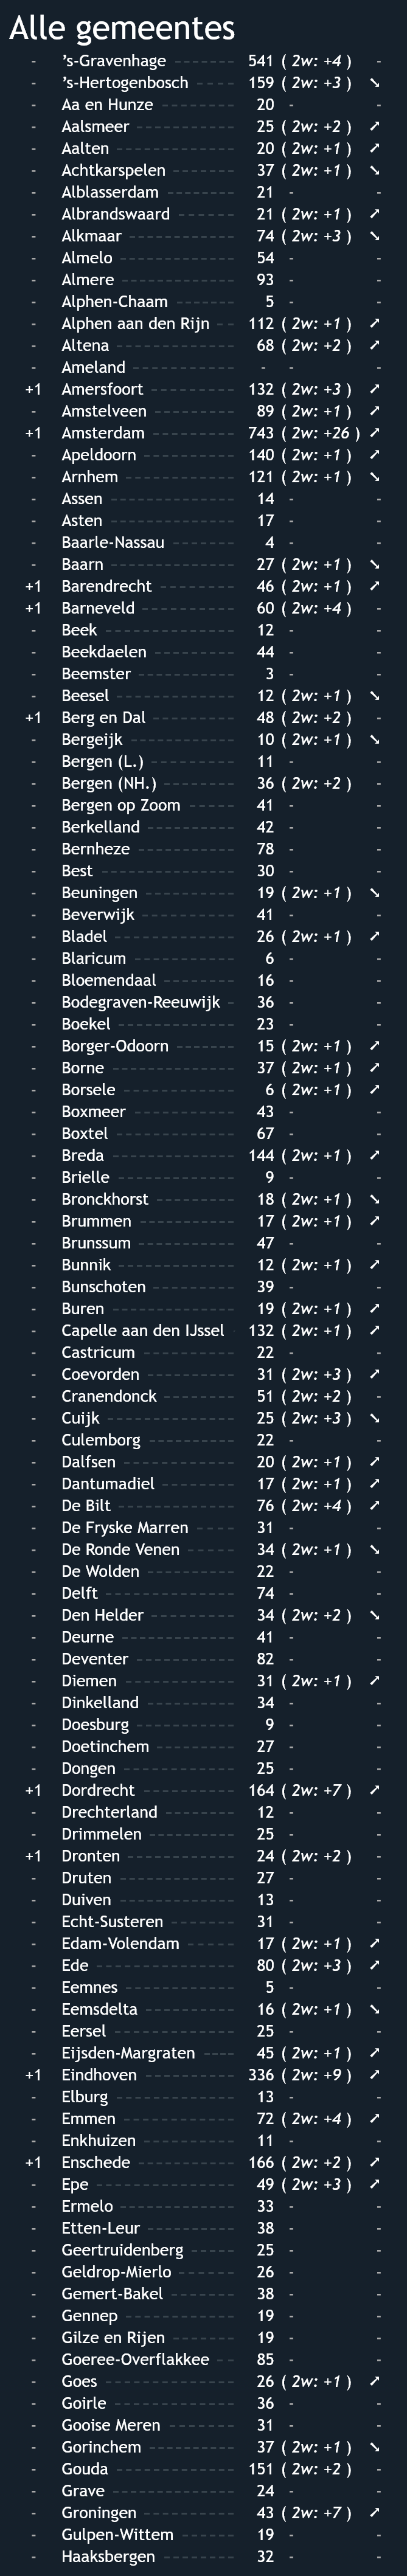 Alle gemeentes
- 's-Gravenhage 541 ( 2w: +4 ) -
- 's-Hertogenbosch 159 ( 2w: +3 ) ➘
- Aa en Hunze 20 - -
- Aalsmeer 25 ( 2w: +2 ) ➚
- Aalten 20 ( 2w: +1 ) ➚
- Achtkarspelen 37 ( 2w: +1 ) ➘
- Alblasserdam 21 - -
- Albrandswaard 21 ( 2w: +1 ) ➚
- Alkmaar 74 ( 2w: +3 ) ➘
- Almelo 54 - -
- Almere 93 - -
- Alphen-Chaam 5 - -
- Alphen aan den Rijn 112 ( 2w: +1 ) ➚
- Altena 68 ( 2w: +2 ) ➚
- Ameland - - -
+1 Amersfoort 132 ( 2w: +3 ) ➚
- Amstelveen 89 ( 2w: +1 ) ➚
+1 Amsterdam 743 ( 2w: +26 ) ➚
- Apeldoorn 140 ( 2w: +1 ) ➚
- Arnhem 121 ( 2w: +1 ) ➘
- Assen 14 - -
- Asten 17 - -
- Baarle-Nassau 4 - -
- Baarn 27 ( 2w: +1 ) ➘
+1 Barendrecht 46 ( 2w: +1 ) ➚
+1 Barneveld 60 ( 2w: +4 ) -
- Beek 12 - -
- Beekdaelen 44 - -
- Beemster 3 - -
- Beesel 12 ( 2w: +1 ) ➘
+1 Berg en Dal 48 ( 2w: +2 ) -
- Bergeijk 10 ( 2w: +1 ) ➘
- Bergen (L.) 11 - -
- Bergen (NH.) 36 ( 2w: +2 ) -
- Bergen op Zoom 41 - -
- Berkelland 42 - -
- Bernheze 78 - -
- Best 30 - -
- Beuningen 19 ( 2w: +1 ) ➘
- Beverwijk 41 - -
- Bladel 26 ( 2w: +1 ) ➚
- Blaricum 6 - -
- Bloemendaal 16 - -
- Bodegraven-Reeuwijk 36 - -
- Boekel 23 - -
- Borger-Odoorn 15 ( 2w: +1 ) ➚
- Borne 37 ( 2w: +1 ) ➚
- Borsele 6 ( 2w: +1 ) ➚
- Boxmeer 43 - -
- Boxtel 67 - -
- Breda 144 ( 2w: +1 ) ➚
- Brielle 9 - -
- Bronckhorst 18 ( 2w: +1 ) ➘
- Brummen 17 ( 2w: +1 ) ➚
- Brunssum 47 - -
- Bunnik 12 ( 2w: +1 ) ➚
- Bunschoten 39 - -
- Buren 19 ( 2w: +1 ) ➚
- Capelle aan den IJssel 132 ( 2w: +1 ) ➚
- Castricum 22 - -
- Coevorden 31 ( 2w: +3 ) ➚
- Cranendonck 51 ( 2w: +2 ) -
- Cuijk 25 ( 2w: +3 ) ➘
- Culemborg 22 - -
- Dalfsen 20 ( 2w: +1 ) ➚
- Dantumadiel 17 ( 2w: +1 ) ➚
- De Bilt 76 ( 2w: +4 ) ➚
- De Fryske Marren 31 - -
- De Ronde Venen 34 ( 2w: +1 ) ➘
- De Wolden 22 - -
- Delft 74 - -
- Den Helder 34 ( 2w: +2 ) ➘
- Deurne 41 - -
- Deventer 82 - -
- Diemen 31 ( 2w: +1 ) ➚
- Dinkelland 34 - -
- Doesburg 9 - -
- Doetinchem 27 - -
- Dongen 25 - -
+1 Dordrecht 164 ( 2w: +7 ) ➚
- Drechterland 12 - -
- Drimmelen 25 - -
+1 Dronten 24 ( 2w: +2 ) -
- Druten 27 - -
- Duiven 13 - -
- Echt-Susteren 31 - -
- Edam-Volendam 17 ( 2w: +1 ) ➚
- Ede 80 ( 2w: +3 ) ➚
- Eemnes 5 - -
- Eemsdelta 16 ( 2w: +1 ) ➘
- Eersel 25 - -
- Eijsden-Margraten 45 ( 2w: +1 ) ➚
+1 Eindhoven 336 ( 2w: +9 ) ➚
- Elburg 13 - -
- Emmen 72 ( 2w: +4 ) ➚
- Enkhuizen 11 - -
+1 Enschede 166 ( 2w: +2 ) ➚
- Epe 49 ( 2w: +3 ) ➚
- Ermelo 33 - -
- Etten-Leur 38 - -
- Geertruidenberg 25 - -
- Geldrop-Mierlo 26 - -
- Gemert-Bakel 38 - -
- Gennep 19 - -
- Gilze en Rijen 19 - -
- Goeree-Overflakkee 85 - -
- Goes 26 ( 2w: +1 ) ➚
- Goirle 36 - -
- Gooise Meren 31 - -
- Gorinchem 37 ( 2w: +1 ) ➘
- Gouda 151 ( 2w: +2 ) -
- Grave 24 - -
- Groningen 43 ( 2w: +7 ) ➚
- Gulpen-Wittem 19 - -
- Haaksbergen 32 - -